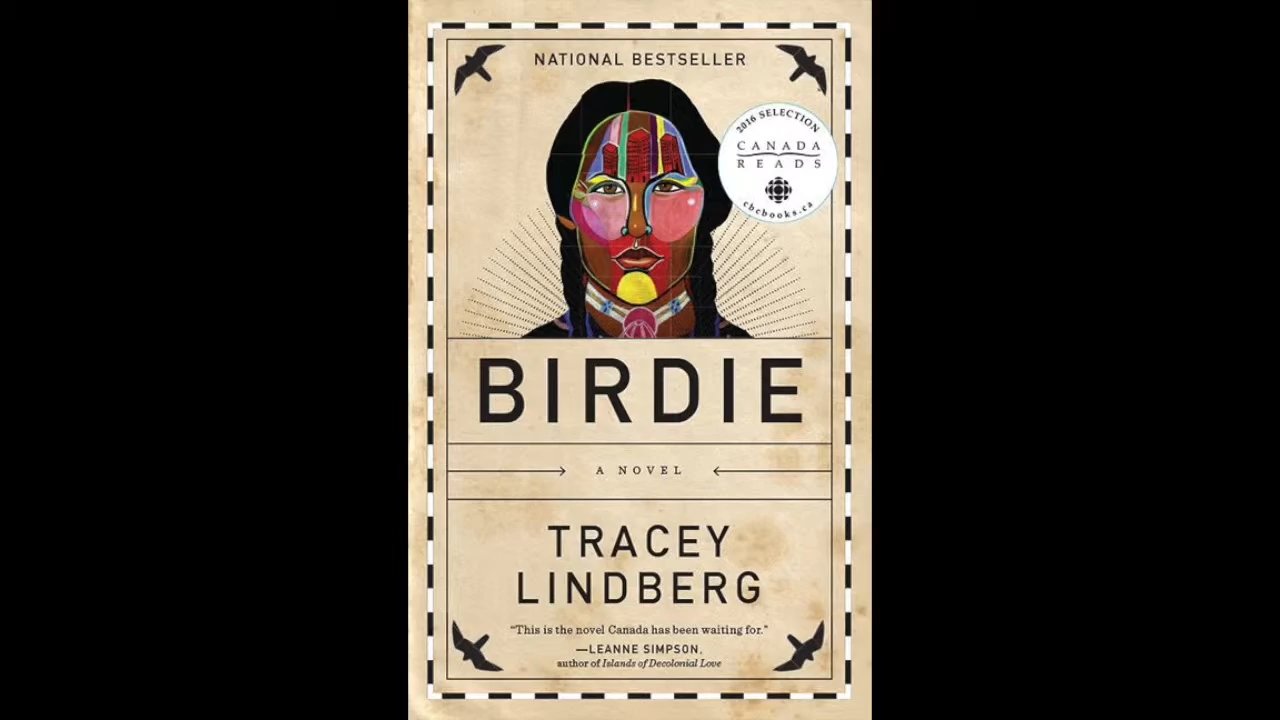 NATIONAL BESTSELLER
2016 SELECTION
CANADA
READS
cbcbooks.ca
BIRDIE
A NOVEL
TRACEY
LINDBERG
“This is the novel Canada has been waiting for.”
—LEANNE SIMPSON,
author of Islands of Decolonial Love